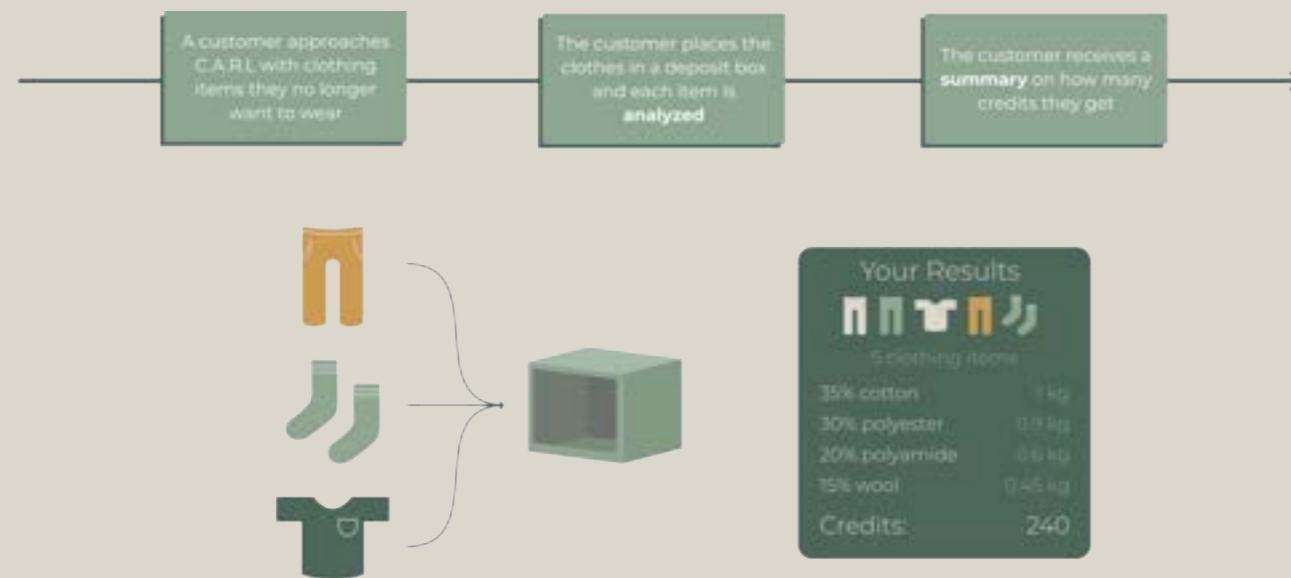 A customer approaches
C.A.R.L with clothing
items they no longer
want to wear
The customer places the
clothes in a deposit box
and each item is
analyzed
The customer receives a
summary on how many
credits they get
Your Results
5 clothing items
35% cotton 1 kg
30% polyester 0.9 kg
20% polyamide 0.6 kg
15% wool 0.45 kg
Credits: 240